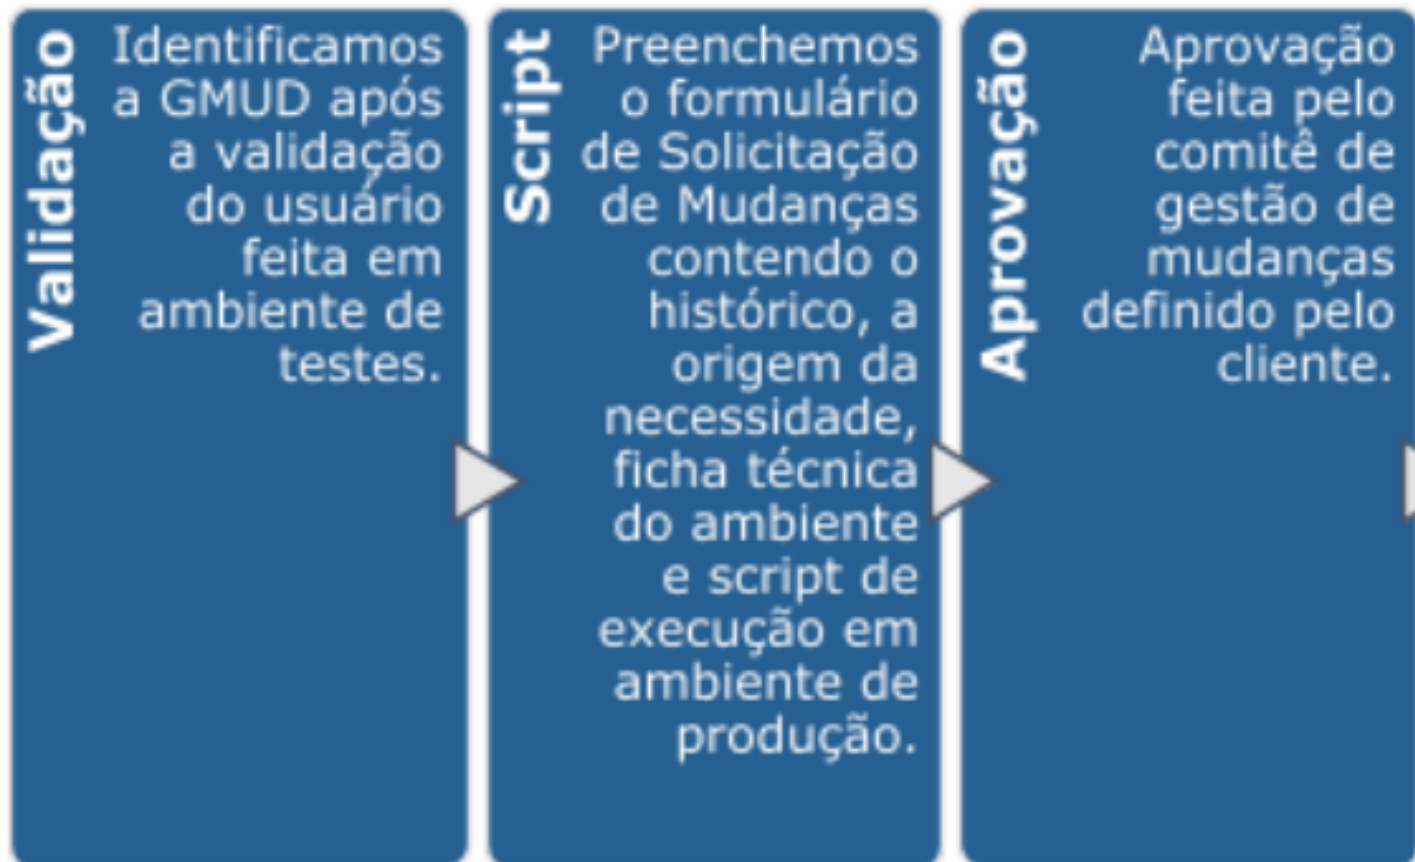 Validação
Identificamos
a GMUD após
a validação
do usuário
feita em
ambiente de
testes.
Script
Preenchemos
o formulário
de Solicitação
de Mudanças
contendo o
histórico, a
origem da
necessidade,
ficha técnica
do ambiente
e script de
execução em
ambiente de
produção.
Aprovação
Aprovação
feita pelo
comitê de
gestão de
mudanças
definido pelo
cliente.